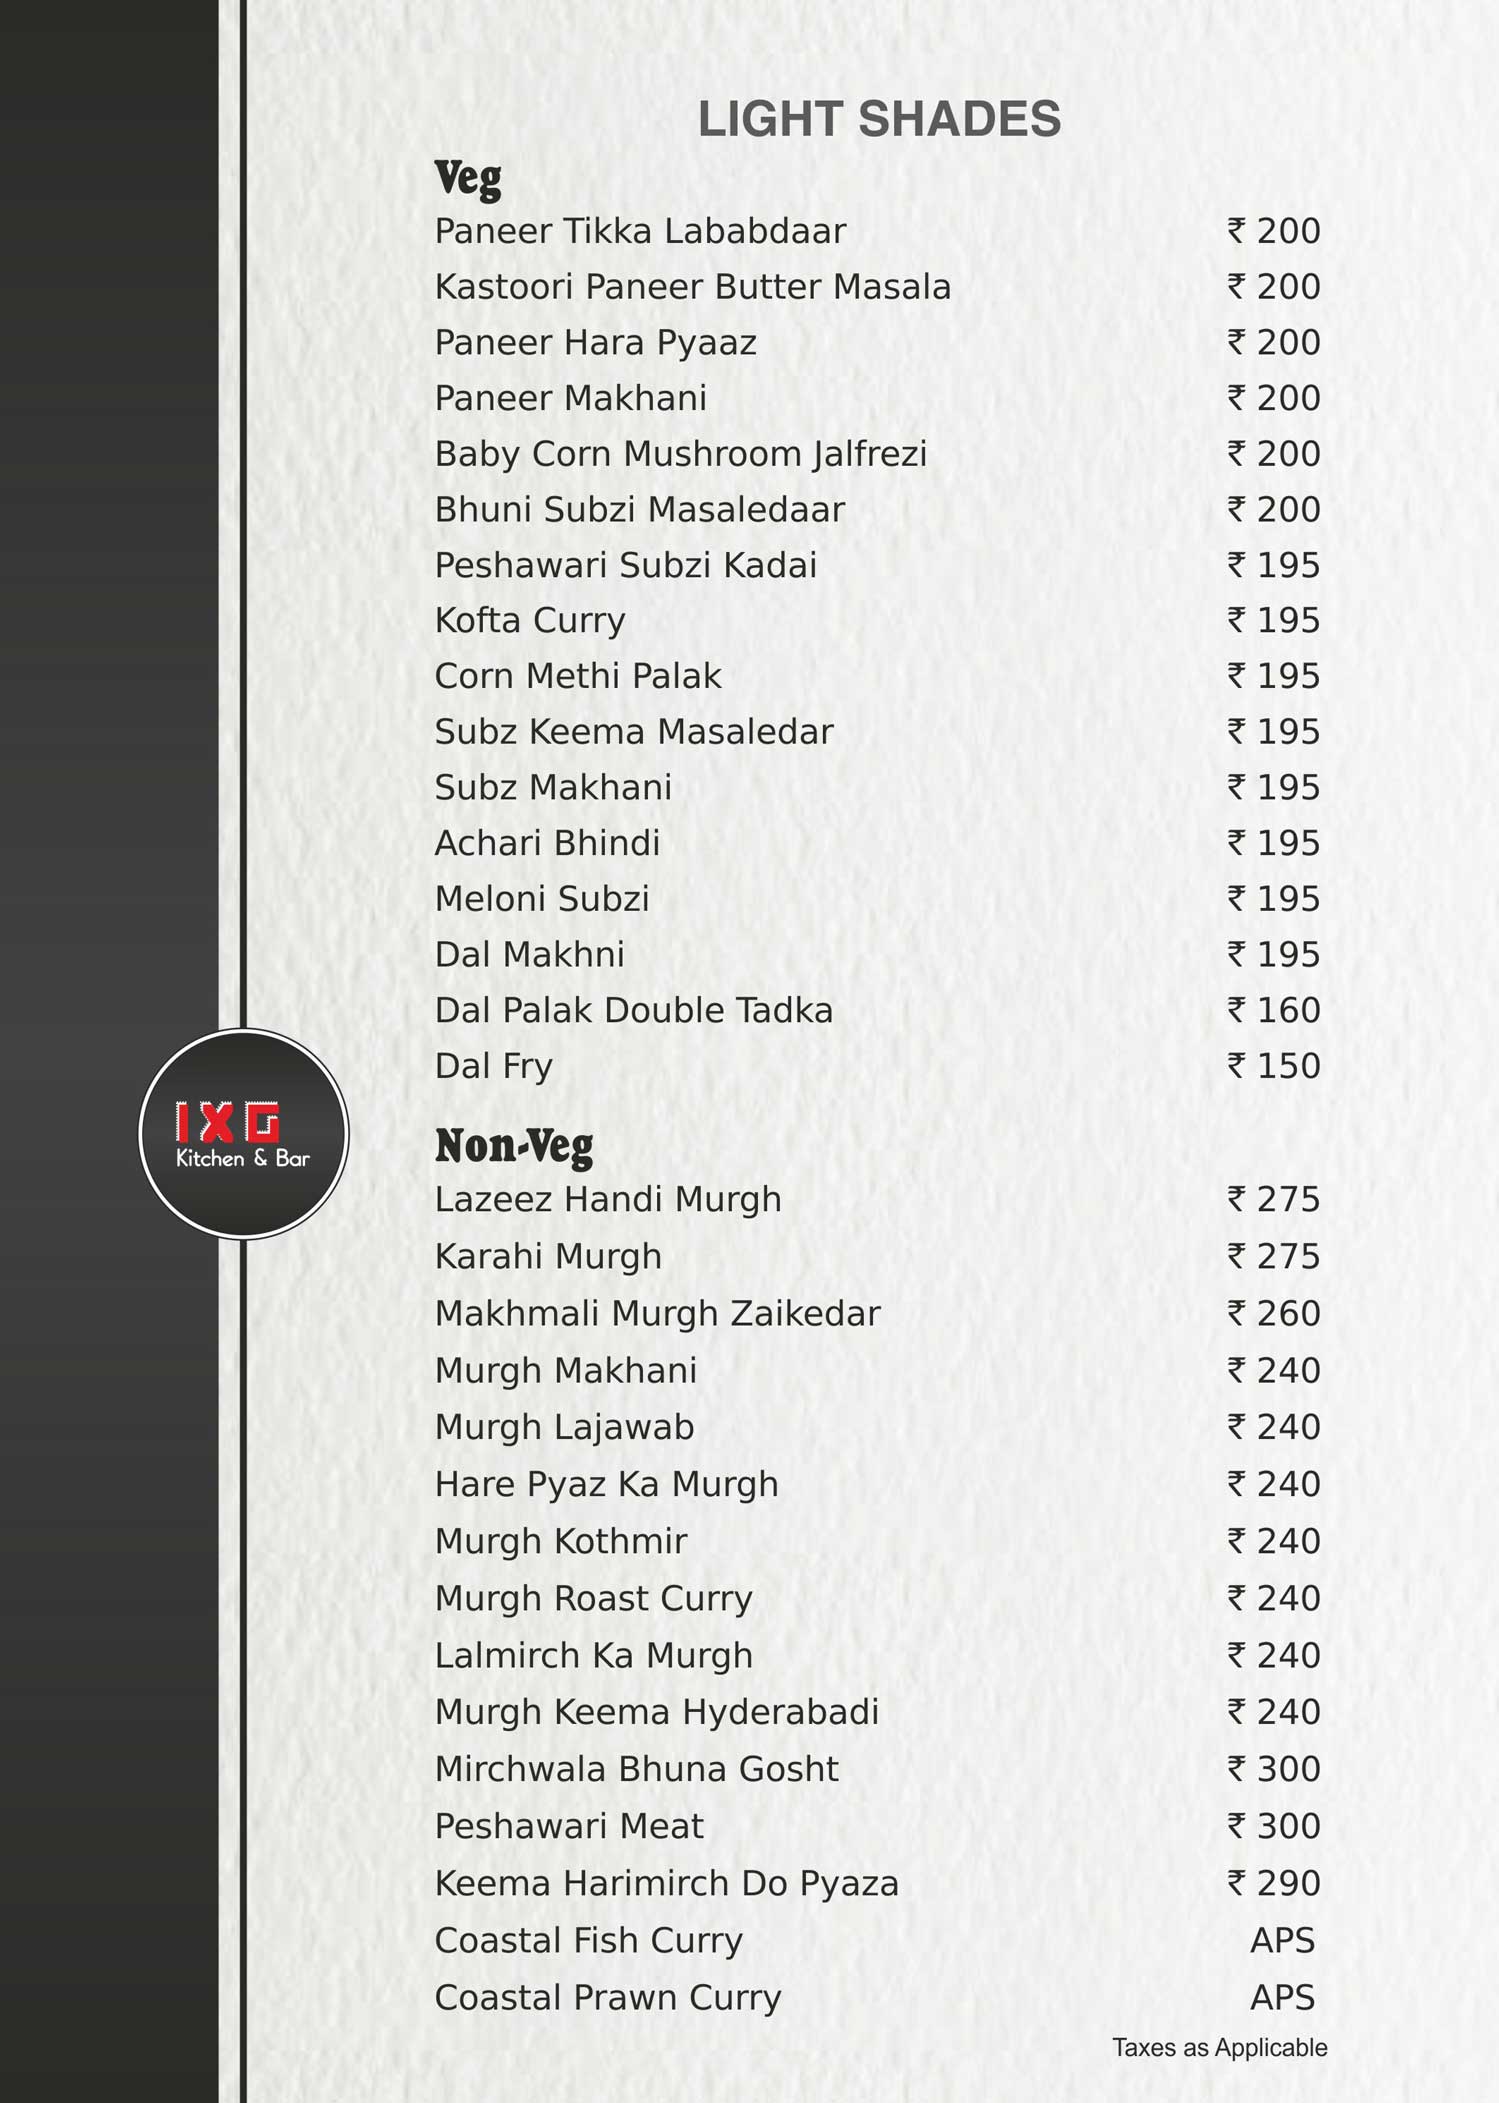 LIGHT SHADES
Veg
Paneer Tikka Lababdaar ₹ 200
Kastoori Paneer Butter Masala ₹ 200
Paneer Hara Pyaaz ₹ 200
Paneer Makhani ₹ 200
Baby Corn Mushroom Jalfrezi ₹ 200
Bhuni Subzi Masaledaar ₹ 200
Peshawari Subzi Kadai ₹ 195
Kofta Curry ₹ 195
Corn Methi Palak ₹ 195
Subz Keema Masaledar ₹ 195
Subz Makhani ₹ 195
Achari Bhindi ₹ 195
Meloni Subzi ₹ 195
Dal Makhni ₹ 195
Dal Palak Double Tadka ₹ 160
Dal Fry ₹ 150
IXG
Kitchen & Bar
Non-Veg
Lazeez Handi Murgh ₹ 275
Karahi Murgh ₹ 275
Makhmali Murgh Zaikedar ₹ 260
Murgh Makhani ₹ 240
Murgh Lajawab ₹ 240
Hare Pyaz Ka Murgh ₹ 240
Murgh Kothmir ₹ 240
Murgh Roast Curry ₹ 240
Lalmirch Ka Murgh ₹ 240
Murgh Keema Hyderabadi ₹ 240
Mirchwala Bhuna Gosht ₹ 300
Peshawari Meat ₹ 300
Keema Harimirch Do Pyaza ₹ 290
Coastal Fish Curry APS
Coastal Prawn Curry APS
Taxes as Applicable